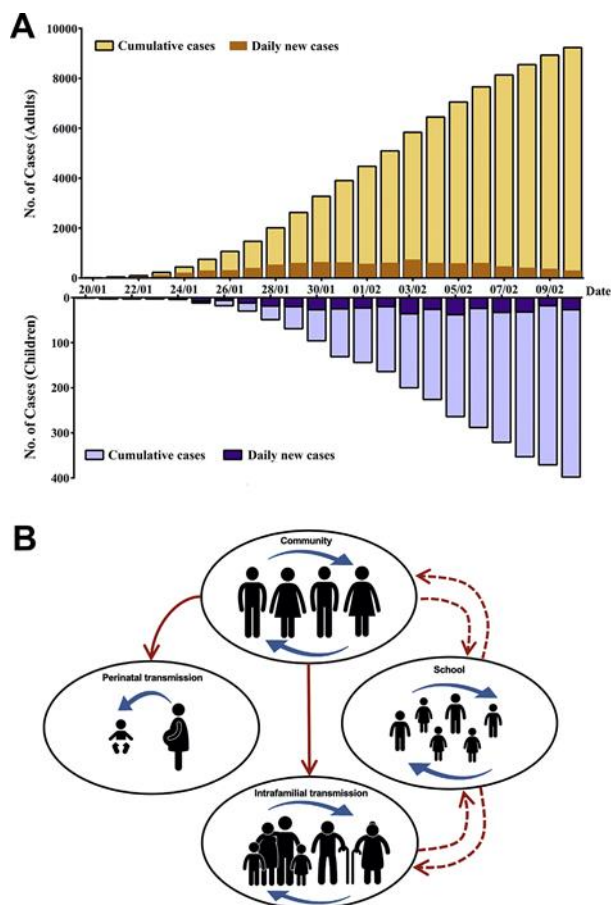 A
Cumulative cases Daily new cases
No. of Cases (Adults)
10000
8000
6000
4000
2000
0
20/01 22/01 24/01 26/01 28/01 30/01 01/02 03/02 05/02 07/02 09/02 Date
0
100
200
300
400
No. of Cases (Children)
Cumulative cases Daily new cases
B
Community
Perinatal transmission
School
Intrafamilial transmission